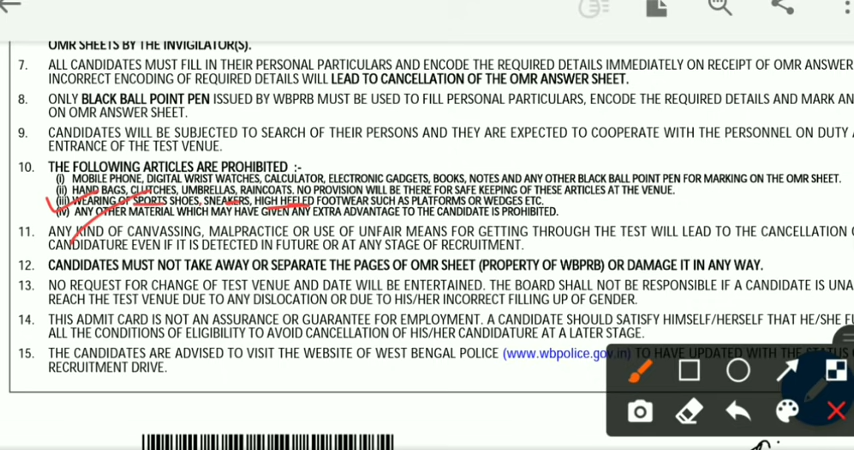 OMR SHEETS BY THE INVIGILATOR(S).
7. ALL CANDIDATES MUST FILL IN THEIR PERSONAL PARTICULARS AND ENCODE THE REQUIRED DETAILS IMMEDIATELY ON RECEIPT OF OMR ANSWER
INCORRECT ENCODING OF REQUIRED DETAILS WILL LEAD TO CANCELLATION OF THE OMR ANSWER SHEET.
8. ONLY BLACK BALL POINT PEN ISSUED BY WBPRB MUST BE USED TO FILL PERSONAL PARTICULARS, ENCODE THE REQUIRED DETAILS AND MARK AN
ON OMR ANSWER SHEET.
9. CANDIDATES WILL BE SUBJECTED TO SEARCH OF THEIR PERSONS AND THEY ARE EXPECTED TO COOPERATE WITH THE PERSONNEL ON DUTY A
ENTRANCE OF THE TEST VENUE.
10. THE FOLLOWING ARTICLES ARE PROHIBITED :-
(i) MOBILE PHONE, DIGITAL WRIST WATCHES, CALCULATOR, ELECTRONIC GADGETS, BOOKS, NOTES AND ANY OTHER BLACK BALL POINT PEN FOR MARKING ON THE OMR SHEET.
(ii) HAND BAGS, CLUTCHES, UMBRELLAS, RAINCOATS. NO PROVISION WILL BE THERE FOR SAFE KEEPING OF THESE ARTICLES AT THE VENUE.
(iii) WEARING OF SPORTS SHOES, SNEAKERS, HIGH HEELED FOOTWEAR SUCH AS PLATFORMS OR WEDGES ETC.
(iv) ANY OTHER MATERIAL WHICH MAY HAVE GIVEN ANY EXTRA ADVANTAGE TO THE CANDIDATE IS PROHIBITED.
11. ANY KIND OF CANVASSING, MALPRACTICE OR USE OF UNFAIR MEANS FOR GETTING THROUGH THE TEST WILL LEAD TO THE CANCELLATION
CANDIDATURE EVEN IF IT IS DETECTED IN FUTURE OR AT ANY STAGE OF RECRUITMENT.
12. CANDIDATES MUST NOT TAKE AWAY OR SEPARATE THE PAGES OF OMR SHEET (PROPERTY OF WBPRB) OR DAMAGE IT IN ANY WAY.
13. NO REQUEST FOR CHANGE OF TEST VENUE AND DATE WILL BE ENTERTAINED. THE BOARD SHALL NOT BE RESPONSIBLE IF A CANDIDATE IS UNA
REACH THE TEST VENUE DUE TO ANY DISLOCATION OR DUE TO HIS/HER INCORRECT FILLING UP OF GENDER.
14. THIS ADMIT CARD IS NOT AN ASSURANCE OR GUARANTEE FOR EMPLOYMENT. A CANDIDATE SHOULD SATISFY HIMSELF/HERSELF THAT HE/SHE FU
ALL THE CONDITIONS OF ELIGIBILITY TO AVOID CANCELLATION OF HIS/HER CANDIDATURE AT A LATER STAGE.
15. THE CANDIDATES ARE ADVISED TO VISIT THE WEBSITE OF WEST BENGAL POLICE (www.wbpolice.gov.in) TO HAVE UPDATED WITH THE STATUS
RECRUITMENT DRIVE.